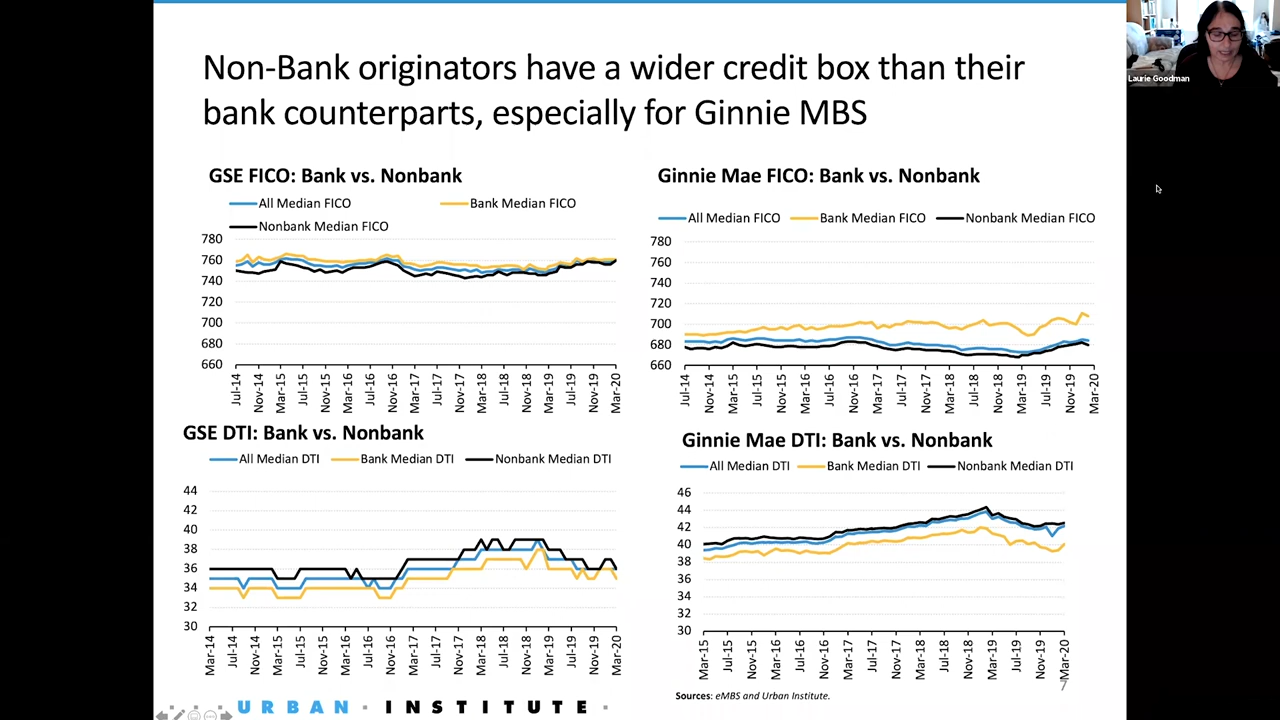 Non-Bank originators have a wider credit box than their
bank counterparts, especially for Ginnie MBS
Laurie Goodman
GSE FICO: Bank vs. Nonbank
All Median FICO Bank Median FICO
Nonbank Median FICO
780
760
740
720
700
680
660
Jul-14 Nov-14 Mar-15 Jul-15 Nov-15 Mar-16 Jul-16 Nov-16 Mar-17 Jul-17 Nov-17 Mar-18 Jul-18 Nov-18 Mar-19 Jul-19 Nov-19 Mar-20
Ginnie Mae FICO: Bank vs. Nonbank
All Median FICO Bank Median FICO Nonbank Median FICO
780
760
740
720
700
680
660
Jul-14 Nov-14 Mar-15 Jul-15 Nov-15 Mar-16 Jul-16 Nov-16 Mar-17 Jul-17 Nov-17 Mar-18 Jul-18 Nov-18 Mar-19 Jul-19 Nov-19 Mar-20
GSE DTI: Bank vs. Nonbank
All Median DTI Bank Median DTI Nonbank Median DTI
44
42
40
38
36
34
32
30
Mar-14 Jul-14 Nov-14 Mar-15 Jul-15 Nov-15 Mar-16 Jul-16 Nov-16 Mar-17 Jul-17 Nov-17 Mar-18 Jul-18 Nov-18 Mar-19 Jul-19 Nov-19 Mar-20
Ginnie Mae DTI: Bank vs. Nonbank
All Median DTI Bank Median DTI Nonbank Median DTI
46
44
42
40
38
36
34
32
30
Mar-15 Jul-15 Nov-15 Mar-16 Jul-16 Nov-16 Mar-17 Jul-17 Nov-17 Mar-18 Jul-18 Nov-18 Mar-19 Jul-19 Nov-19 Mar-20
7
Sources: eMBS and Urban Institute.
URBAN · INSTITUTE